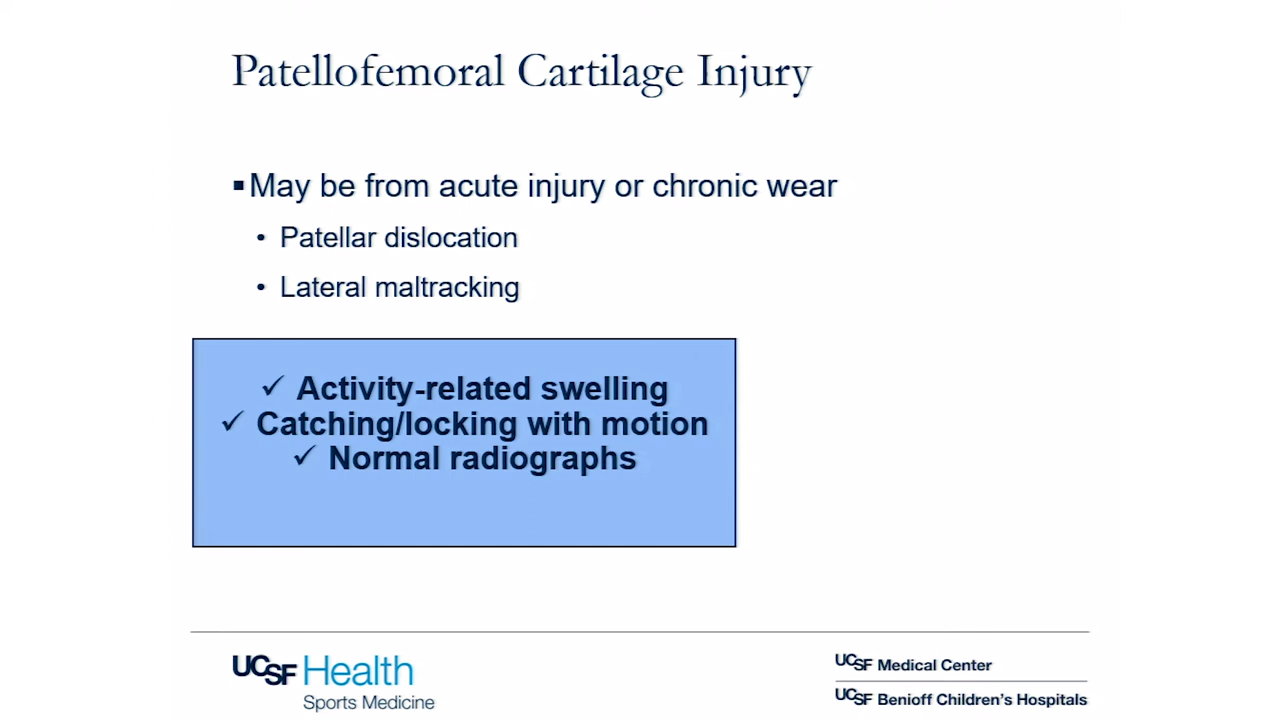 Patellofemoral Cartilage Injury
▪ May be from acute injury or chronic wear
• Patellar dislocation
• Lateral maltracking
✓ Activity-related swelling
✓ Catching/locking with motion
✓ Normal radiographs
UCSF Health
Sports Medicine
UCSF Medical Center
UCSF Benioff Children's Hospitals